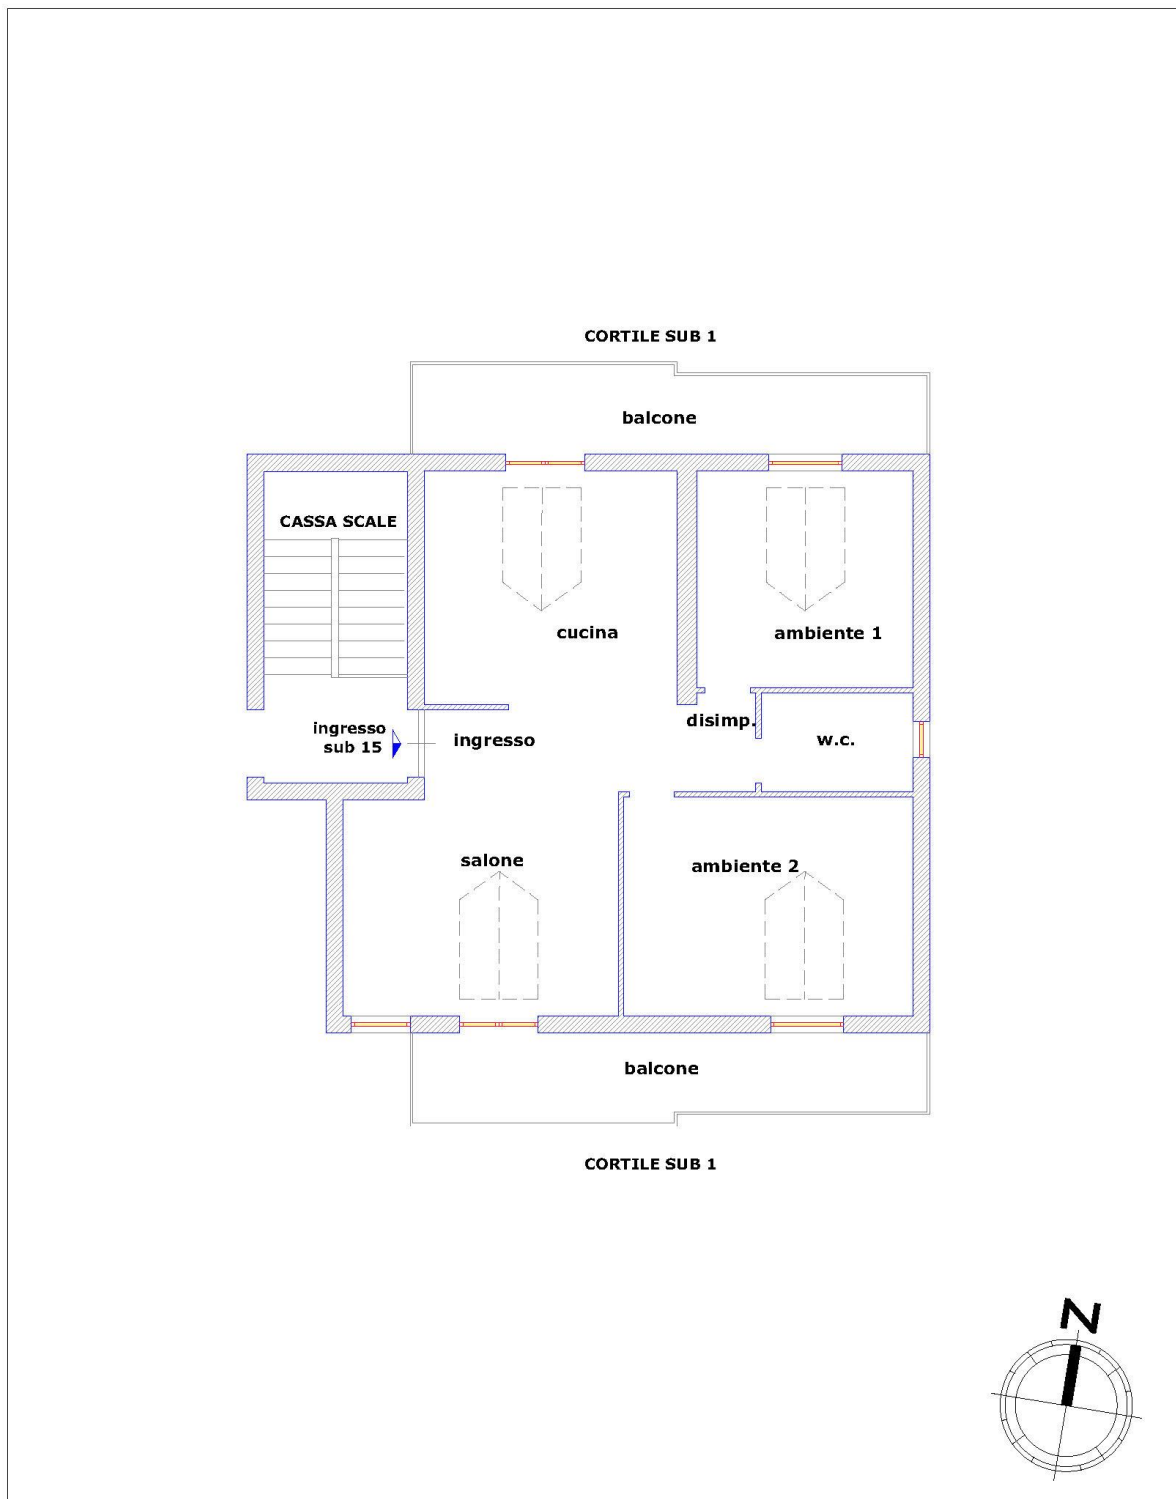 CORTILE SUB 1
balcone
CASSA SCALE
cucina
ambiente 1
ingresso
sub 15
ingresso
disimp.
w.c.
salone
ambiente 2
balcone
CORTILE SUB 1
N